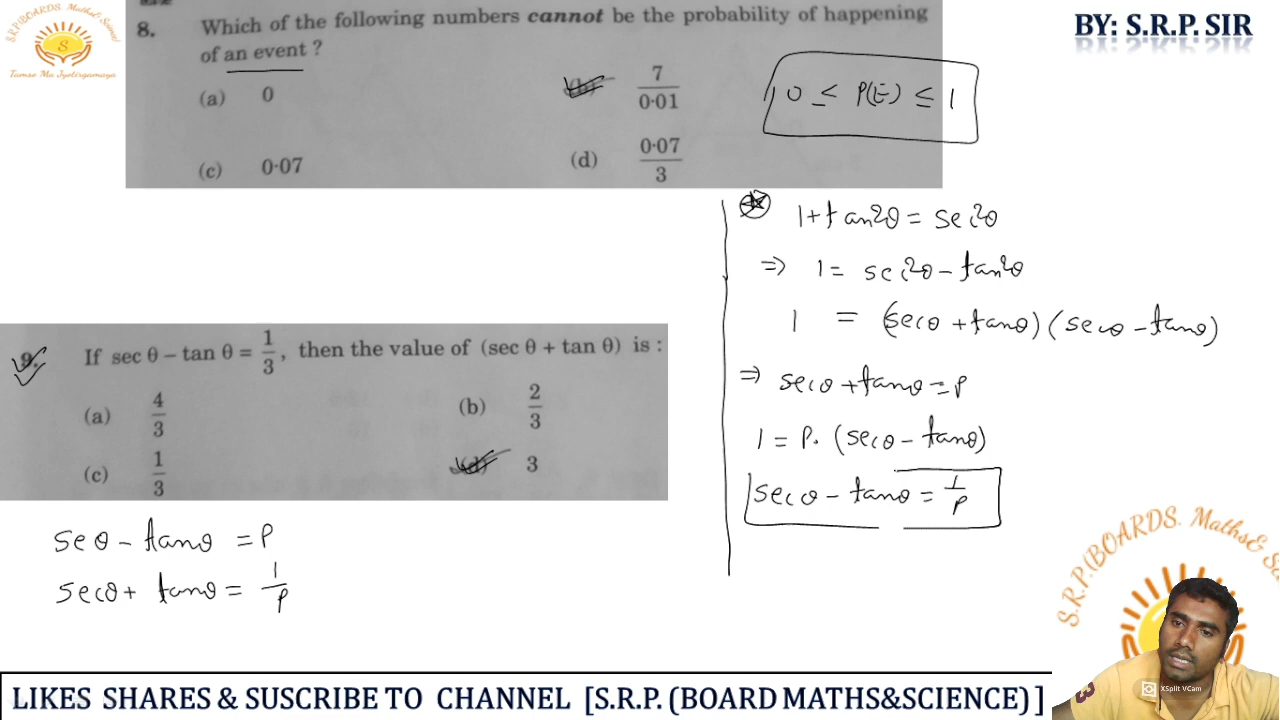 S.R.P.(BOARDS Maths& Science)
S
Tamso Ma Jyotirgamaya
BY: S.R.P. SIR
8. Which of the following numbers cannot be the probability of happening
of an event ?
(a) 0
(b) 7/0·01
(c) 0·07
(d) 0·07/3
0 ≤ P(E) ≤ 1
9. If sec θ – tan θ = 1/3, then the value of (sec θ + tan θ) is :
(a) 4/3
(b) 2/3
(c) 1/3
(d) 3
seθ - tanθ = P
secθ + tanθ = 1/P
1+tan²θ = sec²θ
⇒ 1 = sec²θ - tan²θ
1 = (secθ + tanθ) (secθ - tanθ)
⇒ secθ + tanθ = P
1 = P. (secθ - tanθ)
secθ - tanθ = 1/P
S.R.P.(BOARDS. Maths&
XSplit VCam
LIKES SHARES & SUSCRIBE TO CHANNEL [S.R.P. (BOARD MATHS&SCIENCE) ]